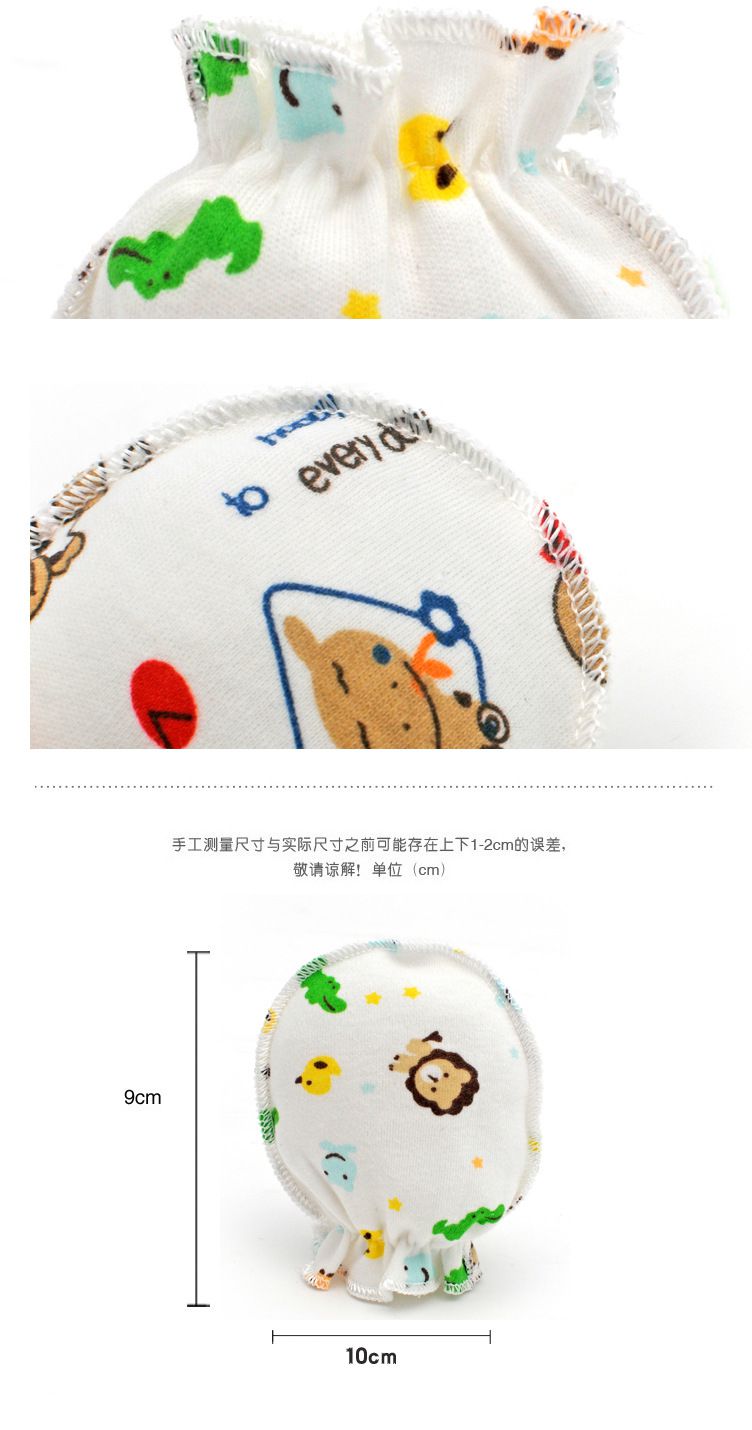 to
every day
手工测量尺寸与实际尺寸之前可能存在上下1-2cm的误差，
敬请谅解！单位（cm）
9cm
10cm